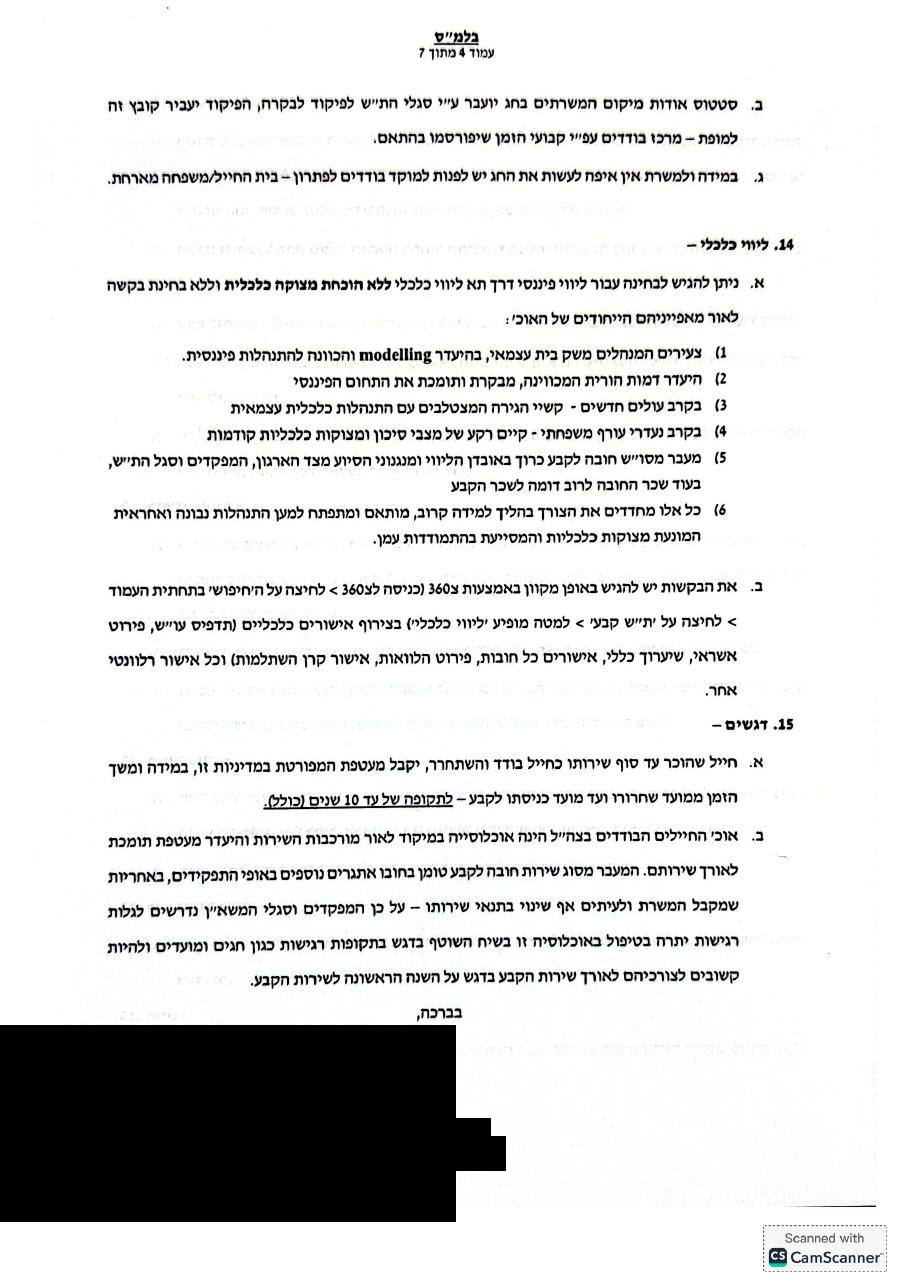 בלמ״ס
עמוד 4 מתוך 7
ב. סטטוס אודות מיקום המשרתים בחג יועבר ע״י סגלי הת״ש לפיקוד לבקרה, הפיקוד יעביר קובץ זה
למופת – מרכז בודדים עפ״י קבועי הזמן שיפורסמו בהתאם.
ג. במידה ולמשרת אין איפה לעשות את החג יש לפנות למוקד בודדים לפתרון – בית החייל/משפחה מארחת.
14. ליווי כלכלי –
א. ניתן להגיש לבחינה עבור ליווי פיננסי דרך תא ליווי כלכלי ללא הוכחת מצוקה כלכלית וללא בחינת בקשה
לאור מאפייניהם הייחודים של האוכ׳:
1) צעירים המנהלים משק בית עצמאי, בהיעדר modelling והכוונה להתנהלות פיננסית.
2) היעדר דמות הורית המכווינה, מבקרת ותומכת את התחום הפיננסי
3) בקרב עולים חדשים - קשיי הגירה המצטלבים עם התנהלות כלכלית עצמאית
4) בקרב נעדרי עורף משפחתי - קיים רקע של מצבי סיכון ומצוקות כלכליות קודמות
5) מעבר מסו״ש חובה לקבע כרוך באובדן הליווי ומנגנוני הסיוע מצד הארגון, המפקדים וסגל הת״ש,
בעוד שכר החובה לרוב דומה לשכר הקבע
6) כל אלו מחדדים את הצורך בהליך למידה קרוב, מותאם ומתפתח למען התנהלות נבונה ואחראית
המונעת מצוקות כלכליות והמסייעת בהתמודדות עמן.
ב. את הבקשות יש להגיש באופן מקוון באמצעות צ360 (כניסה לצ360 > לחיצה על ה׳חיפוש׳ בתחתית העמוד
> לחיצה על ׳ת״ש קבע׳ > למטה מופיע ׳ליווי כלכלי׳) בצירוף אישורים כלכליים (תדפיס עו״ש, פירוט
אשראי, שיערוך כללי, אישורים כל חובות, פירוט הלוואות, אישור קרן השתלמות) וכל אישור רלוונטי
אחר.
15. דגשים –
א. חייל שהוכר עד סוף שירותו כחייל בודד והשתחרר, יקבל מעטפת המפורטת במדיניות זו, במידה ומשך
הזמן ממועד שחרורו ועד מועד כניסתו לקבע – לתקופה של עד 10 שנים (כולל).
ב. אוכ׳ החיילים הבודדים בצה״ל הינה אוכלוסייה במיקוד לאור מורכבות השירות והיעדר מעטפת תומכת
לאורך שירותם. המעבר מסוג שירות חובה לקבע טומן בחובו אתגרים נוספים באופי התפקידים, באחריות
שמקבל המשרת ולעיתים אף שינוי בתנאי שירותו – על כן המפקדים וסגלי המשא״ן נדרשים לגלות
רגישות יתרה בטיפול באוכלוסיה זו בשיח השוטף בדגש בתקופות רגישות כגון חגים ומועדים ולהיות
קשובים לצורכיהם לאורך שירות הקבע בדגש על השנה הראשונה לשירות הקבע.
בברכה,
Scanned with
CS CamScanner